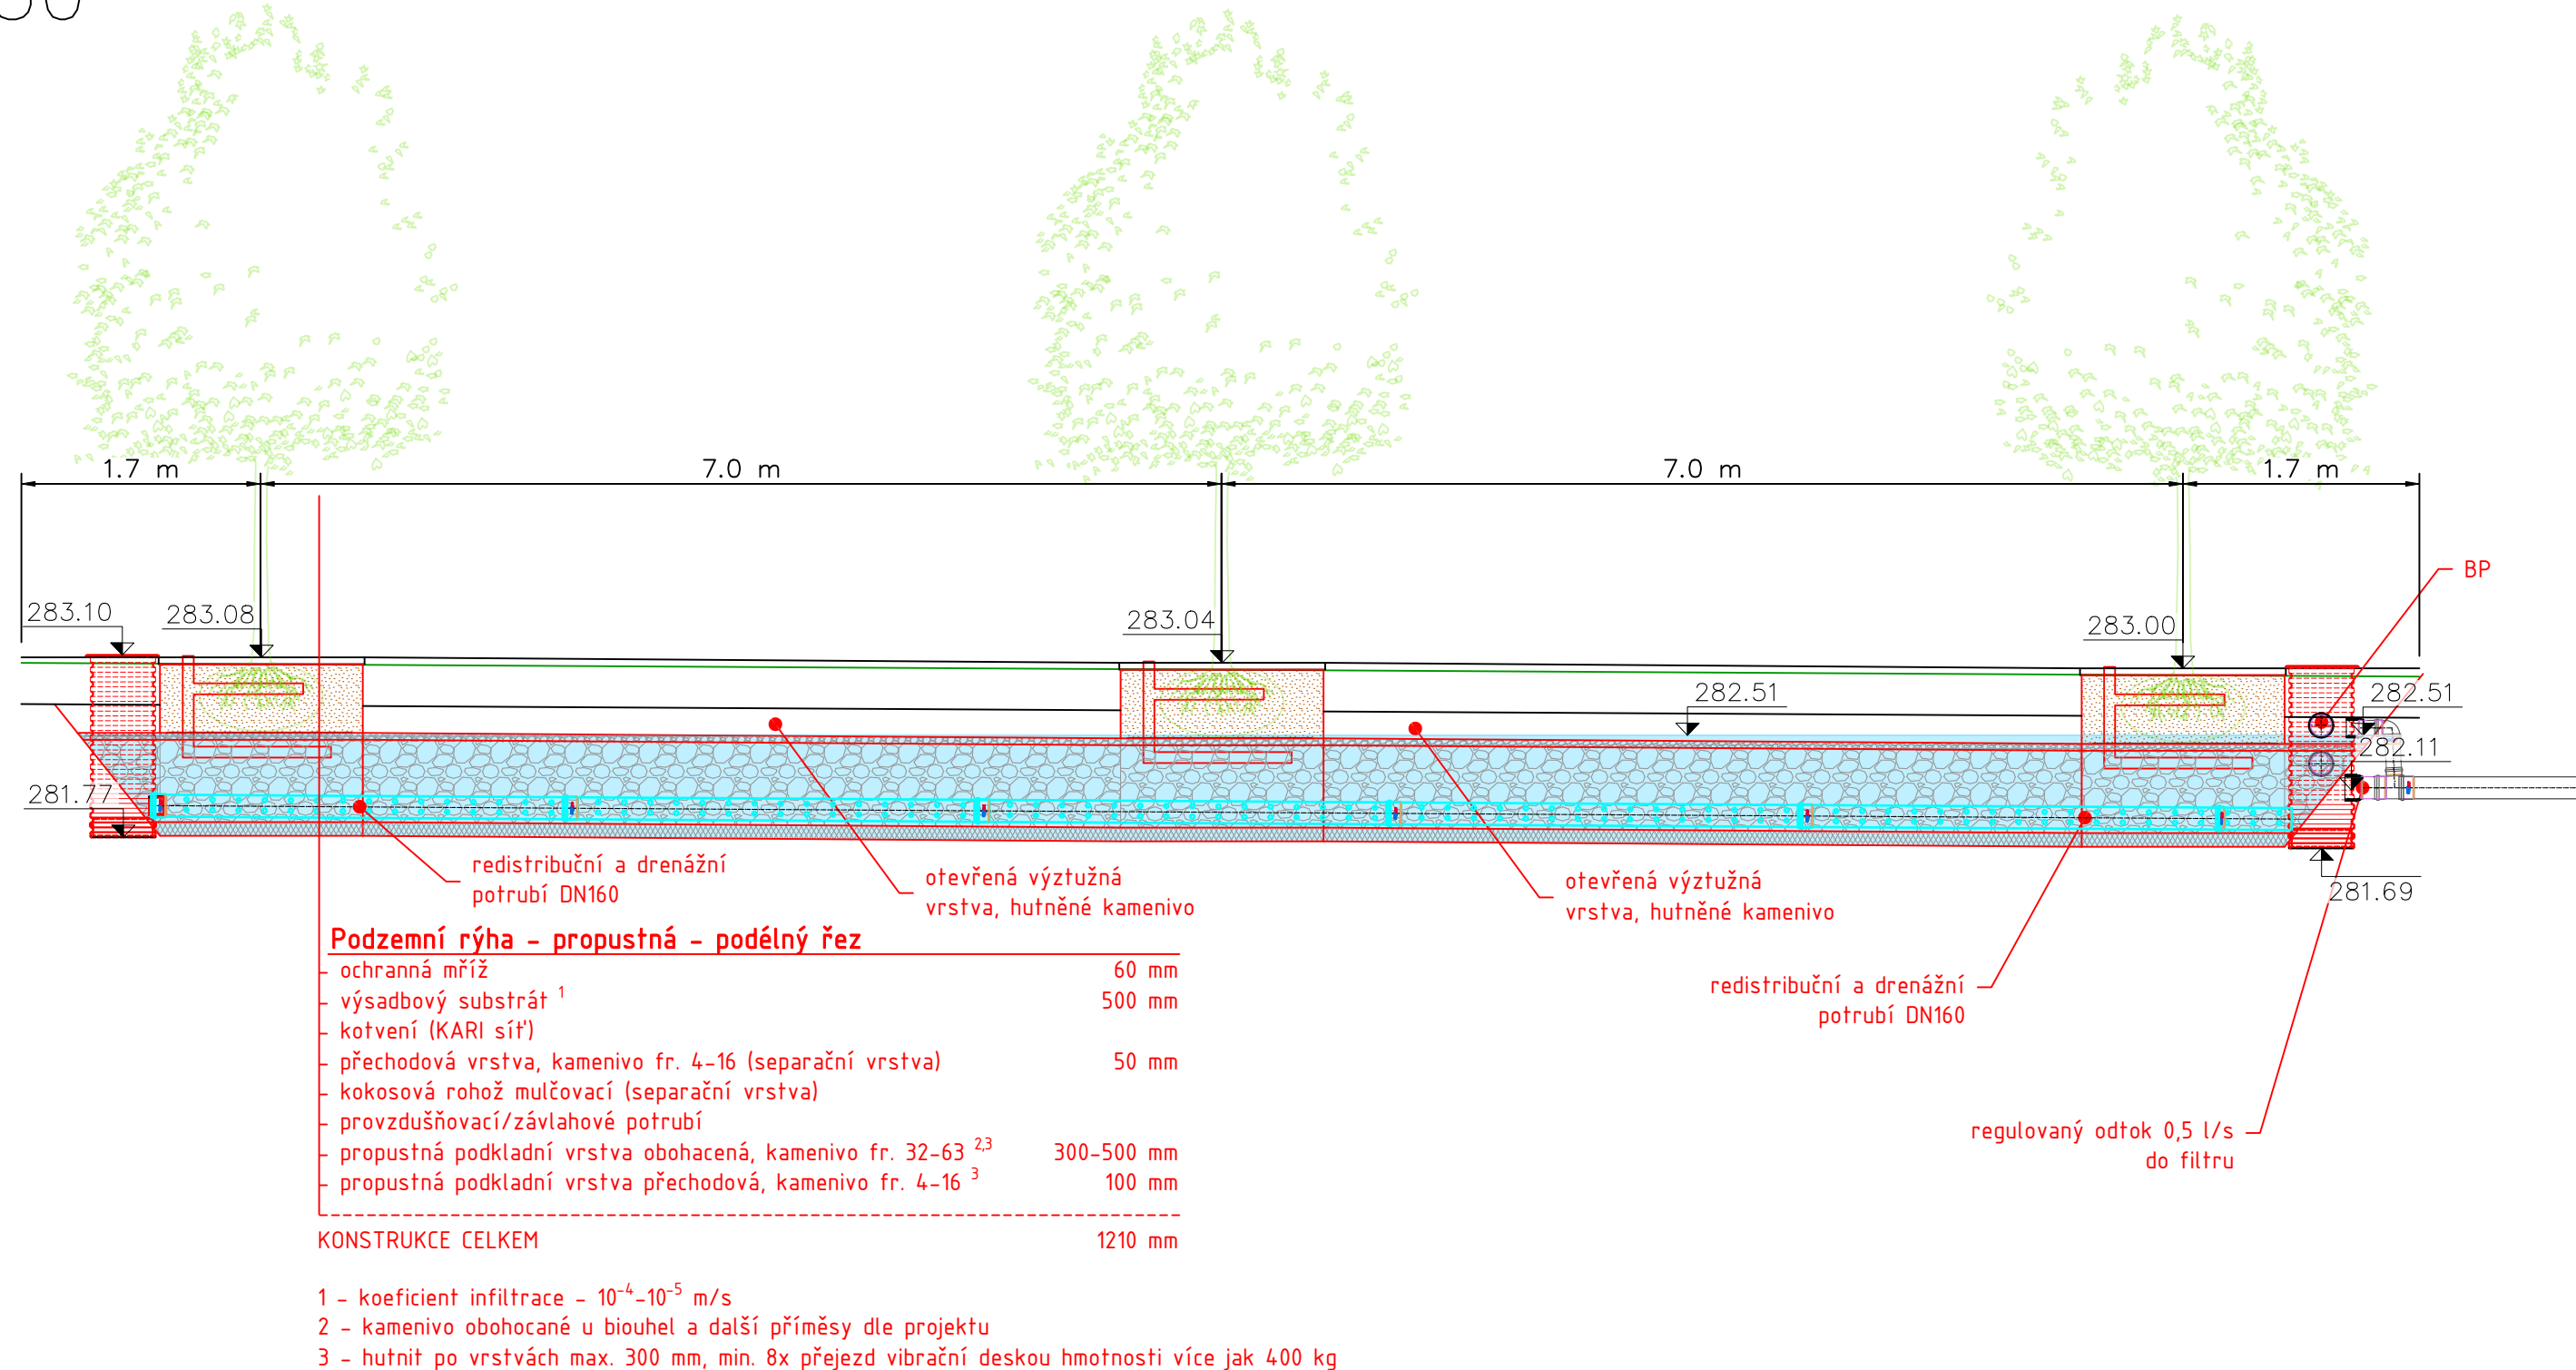 1.7 m
7.0 m
7.0 m
1.7 m
BP
283.10
283.08
283.04
283.00
282.51
282.51
282.11
281.77
281.69
redistribuční a drenážní
potrubí DN160
otevřená výztužná
vrstva, hutněné kamenivo
otevřená výztužná
vrstva, hutněné kamenivo
redistribuční a drenážní
potrubí DN160
regulovaný odtok 0,5 l/s
do filtru
Podzemní rýha - propustná - podélný řez
ochranná mříž 60 mm
výsadbový substrát ¹ 500 mm
kotvení (KARI síť)
přechodová vrstva, kamenivo fr. 4-16 (separační vrstva) 50 mm
kokosová rohož mulčovací (separační vrstva)
provzdušňovací/závlahové potrubí
propustná podkladní vrstva obohacená, kamenivo fr. 32-63 ²,³ 300-500 mm
propustná podkladní vrstva přechodová, kamenivo fr. 4-16 ³ 100 mm
KONSTRUKCE CELKEM 1210 mm
1 - koeficient infiltrace - 10⁻⁴-10⁻⁵ m/s
2 - kamenivo obohocané u biouhel a další příměsy dle projektu
3 - hutnit po vrstvách max. 300 mm, min. 8x přejezd vibrační deskou hmotnosti více jak 400 kg